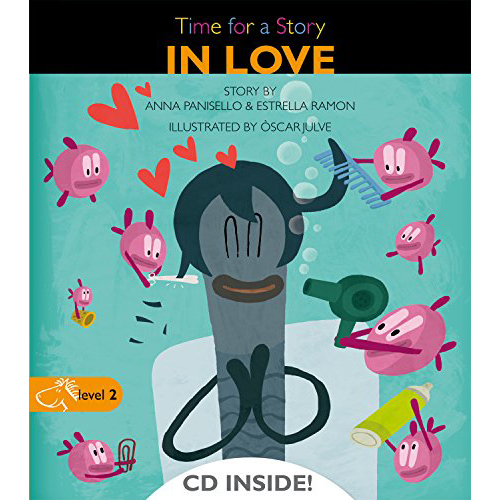 Time for a Story
IN LOVE
STORY BY
ANNA PANISELLO & ESTRELLA RAMON
ILLUSTRATED BY ÒSCAR JULVE
level 2
CD INSIDE!